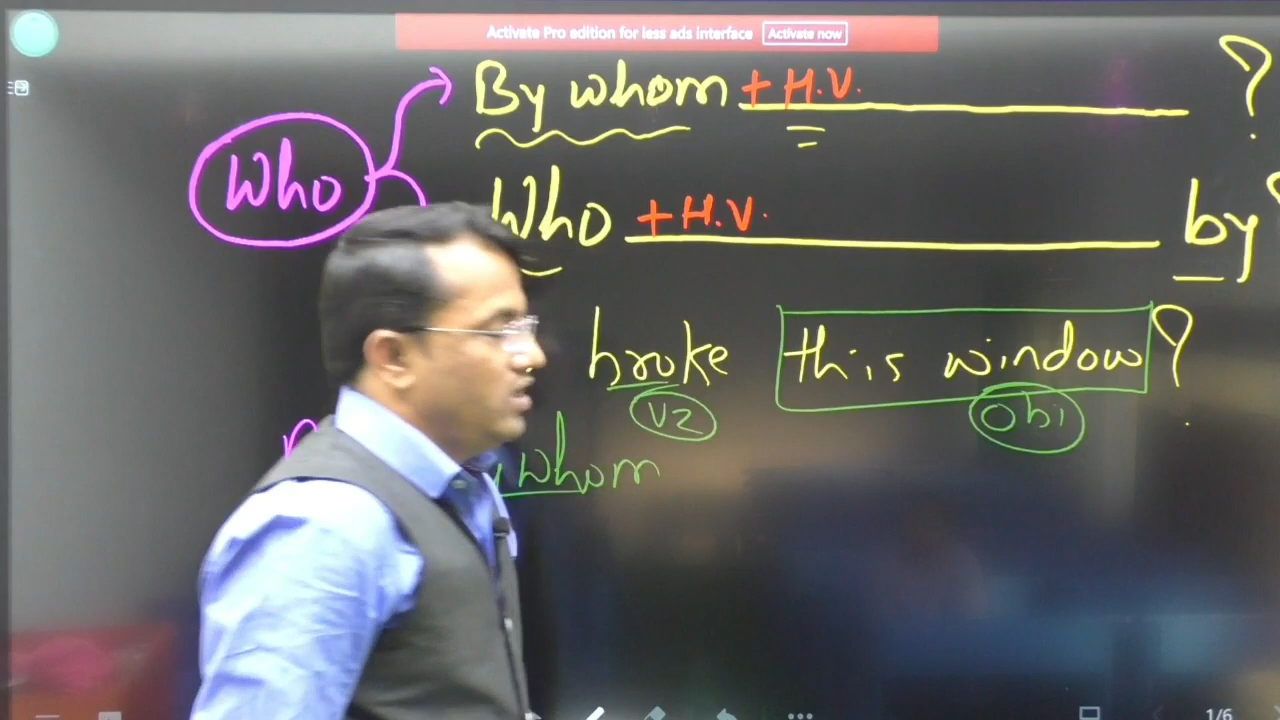 Activate Pro adition for less ads interface Activate now
By whom + H.V. ?
Who
Who + H.V. by?
broke this window?
V2 obj
whom
1/6